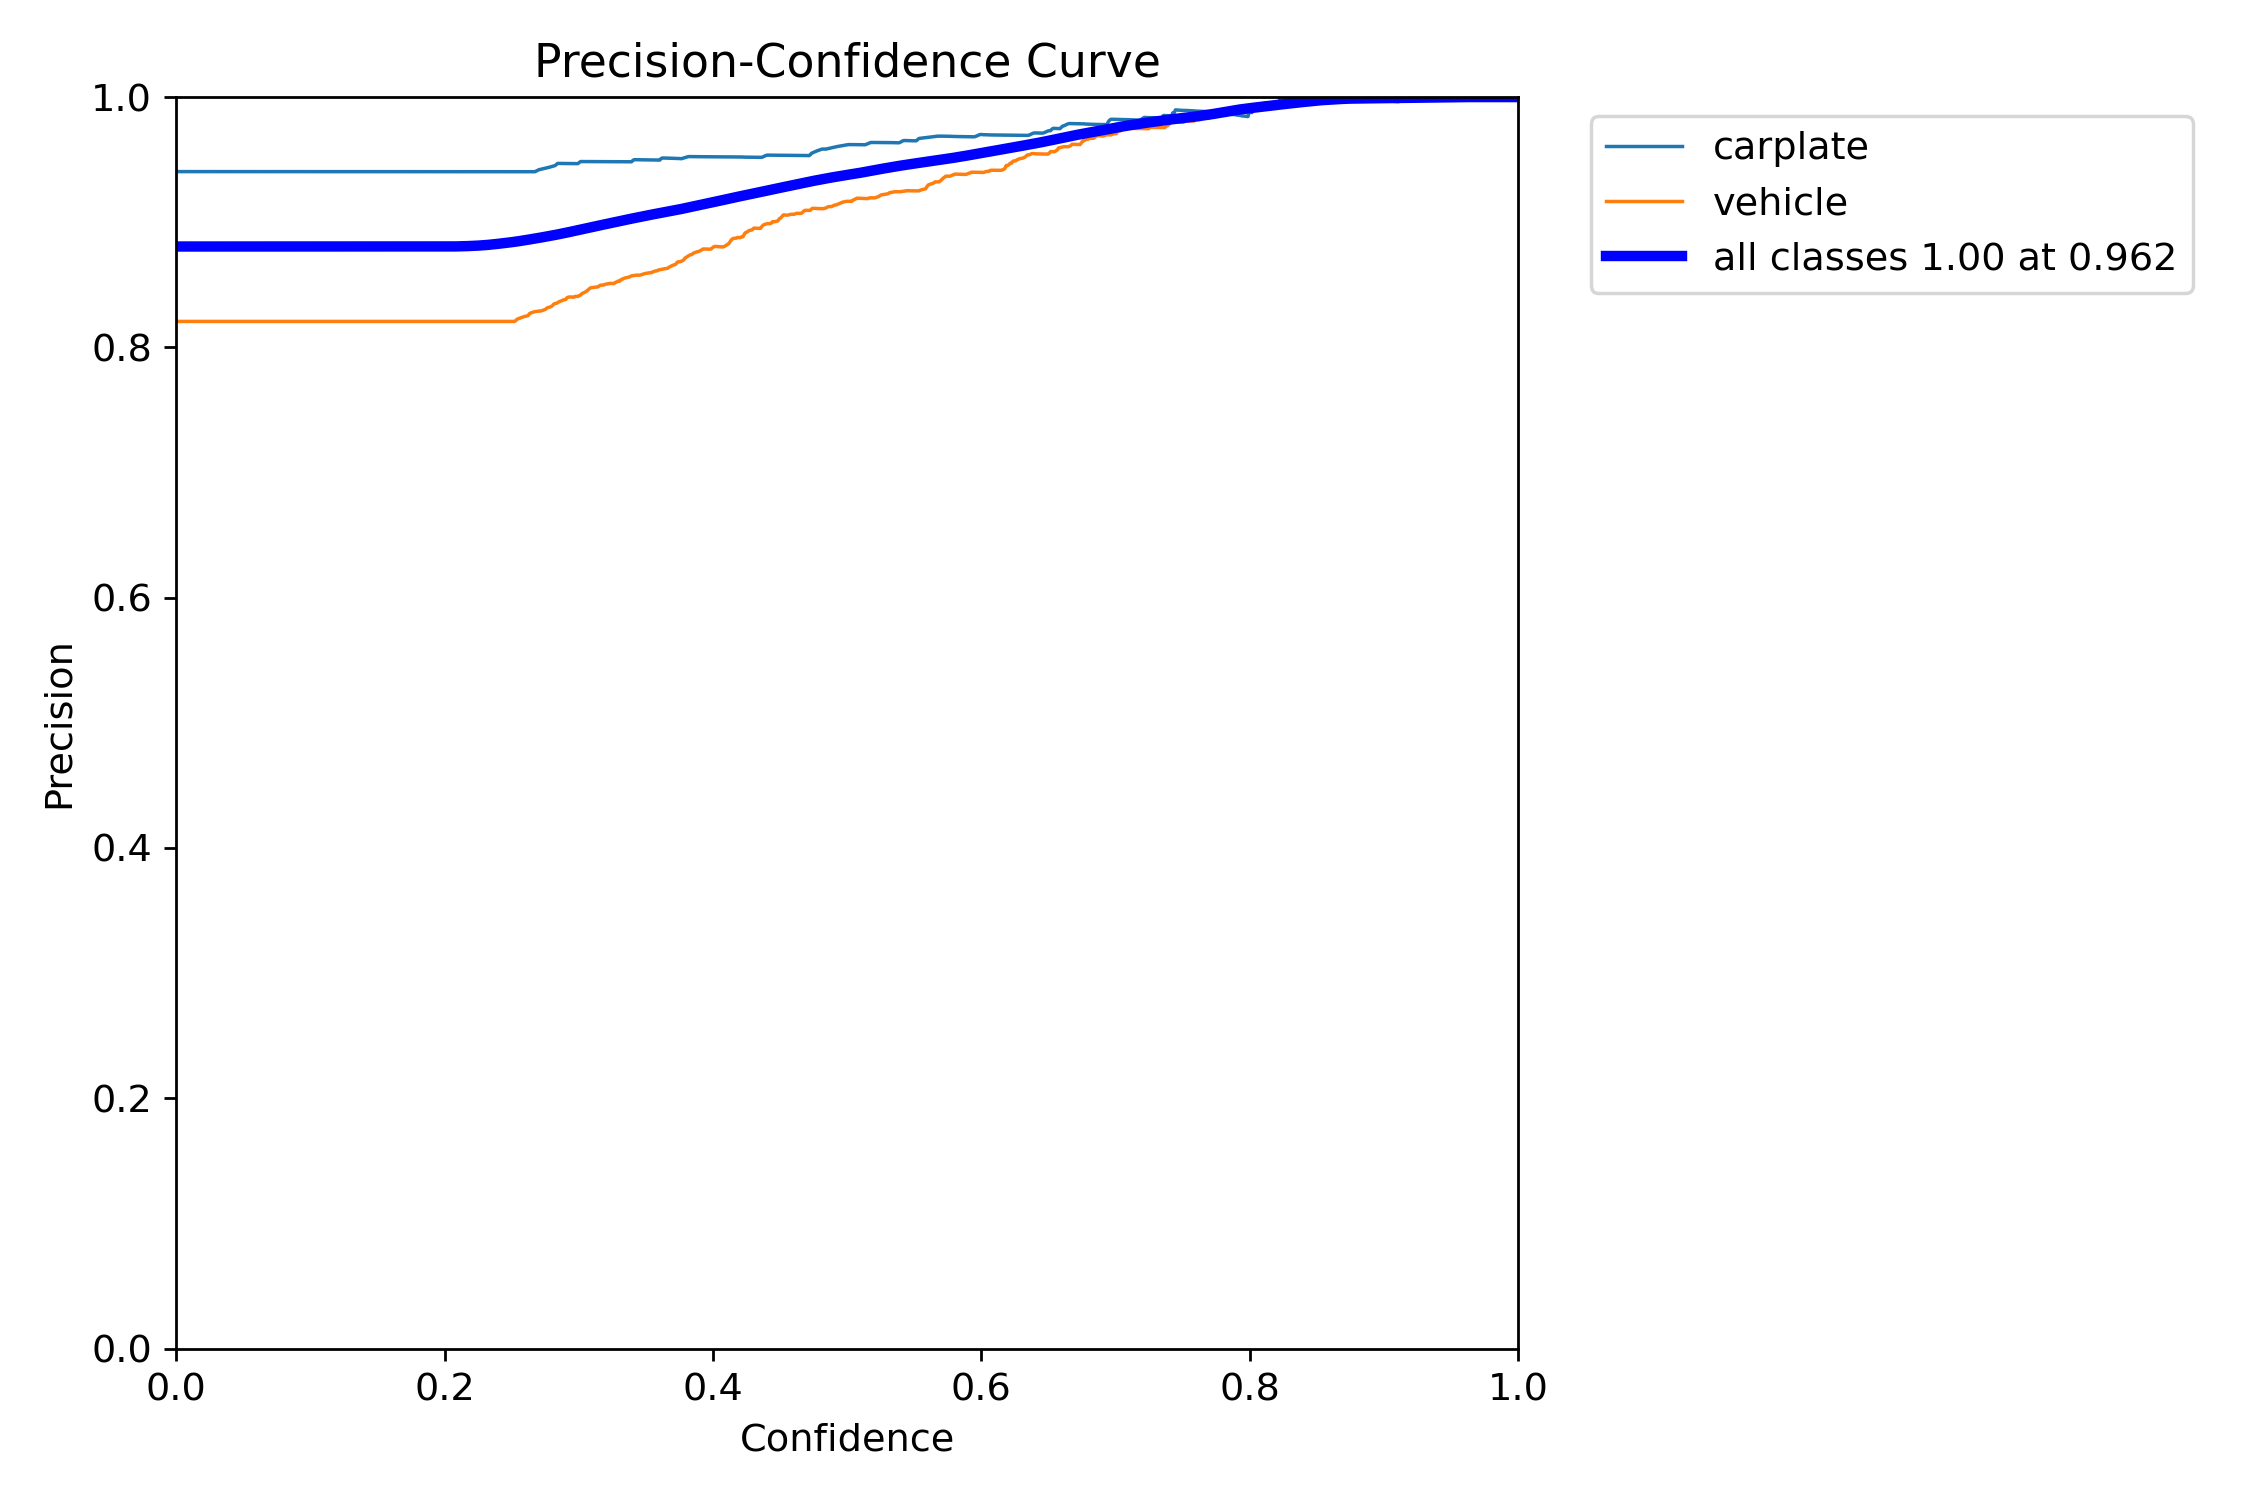 Precision-Confidence Curve
1.0
0.8
0.6
0.4
0.2
0.0
Precision
0.0 0.2 0.4 0.6 0.8 1.0
Confidence
carplate
vehicle
all classes 1.00 at 0.962